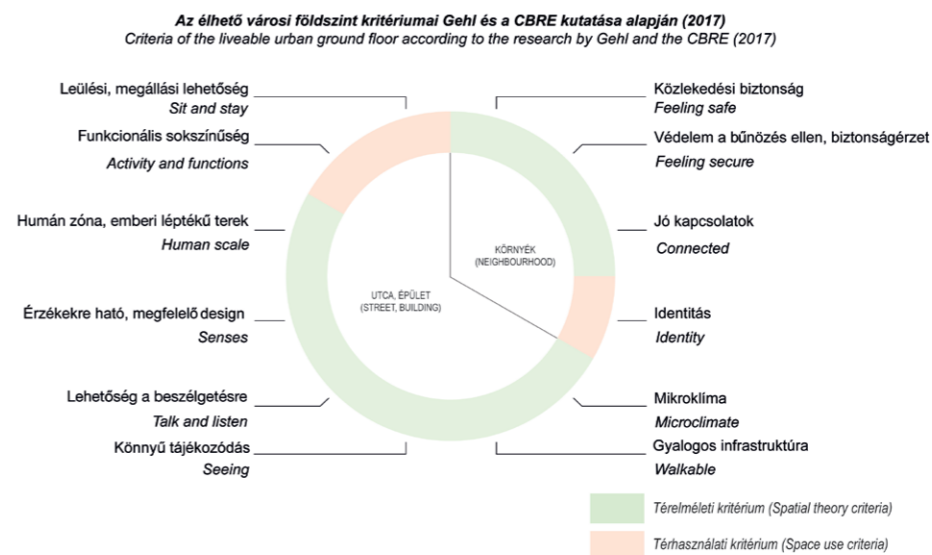 Az élhető városi földszint kritériumai Gehl és a CBRE kutatása alapján (2017)
Criteria of the liveable urban ground floor according to the research by Gehl and the CBRE (2017)
Leülési, megállási lehetőség
Sit and stay
Funkcionális sokszínűség
Activity and functions
Humán zóna, emberi léptékű terek
Human scale
Érzékekre ható, megfelelő design
Senses
Lehetőség a beszélgetésre
Talk and listen
Könnyű tájékozódás
Seeing
UTCA, ÉPÜLET
(STREET, BUILDING)
KÖRNYÉK
(NEIGHBOURHOOD)
Közlekedési biztonság
Feeling safe
Védelem a bűnözés ellen, biztonságérzet
Feeling secure
Jó kapcsolatok
Connected
Identitás
Identity
Mikroklíma
Microclimate
Gyalogos infrastruktúra
Walkable
Térelméleti kritérium (Spatial theory criteria)
Térhasználati kritérium (Space use criteria)